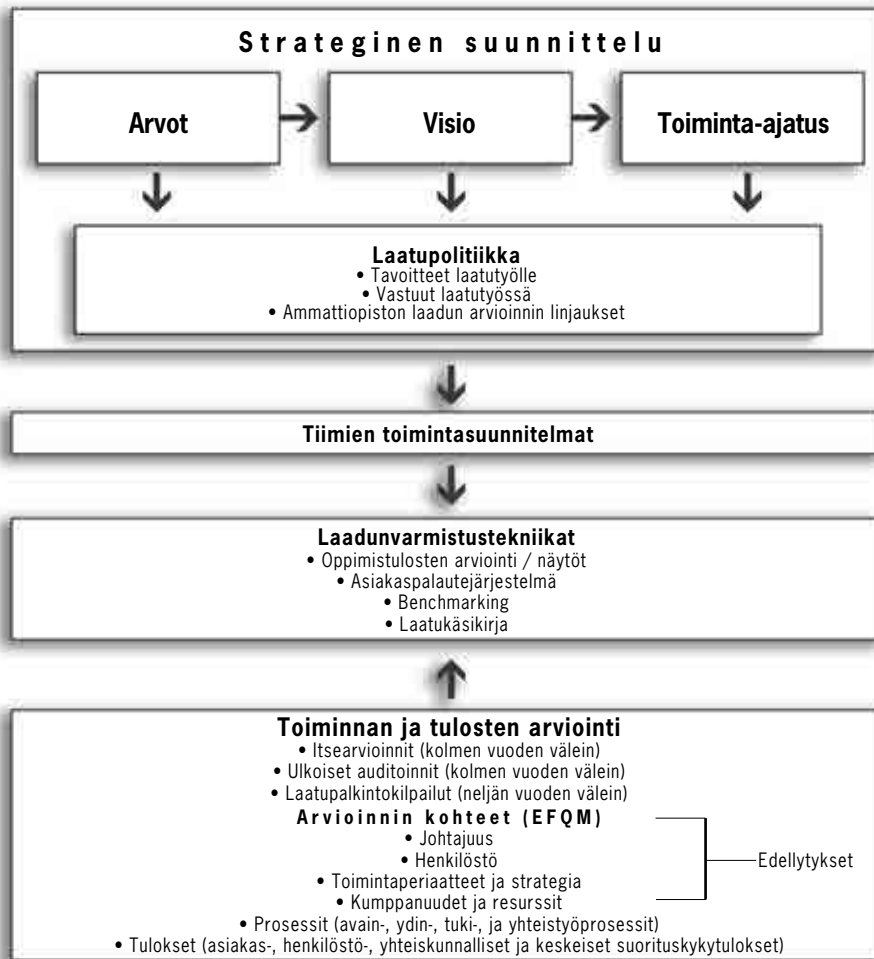 Strateginen suunnittelu
Arvot
Visio
Toiminta-ajatus
Laatupolitiikka
• Tavoitteet laatutyölle
• Vastuut laatutyössä
• Ammattiopiston laadun arvioinnin linjaukset
Tiimien toimintasuunnitelmat
Laadunvarmistustekniikat
• Oppimistulosten arviointi / näytöt
• Asiakaspalautejärjestelmä
• Benchmarking
• Laatukäsikirja
Toiminnan ja tulosten arviointi
• Itsearvioinnit (kolmen vuoden välein)
• Ulkoiset auditoinnit (kolmen vuoden välein)
• Laatupalkintokilpailut (neljän vuoden välein)
Arvioinnin kohteet (EFQM)
• Johtajuus
• Henkilöstö
Edellytykset
• Toimintaperiaatteet ja strategia
• Kumppanuudet ja resurssit
• Prosessit (avain-, ydin-, tuki-, ja yhteistyöprosessit)
• Tulokset (asiakas-, henkilöstö-, yhteiskunnalliset ja keskeiset suorituskykytulokset)